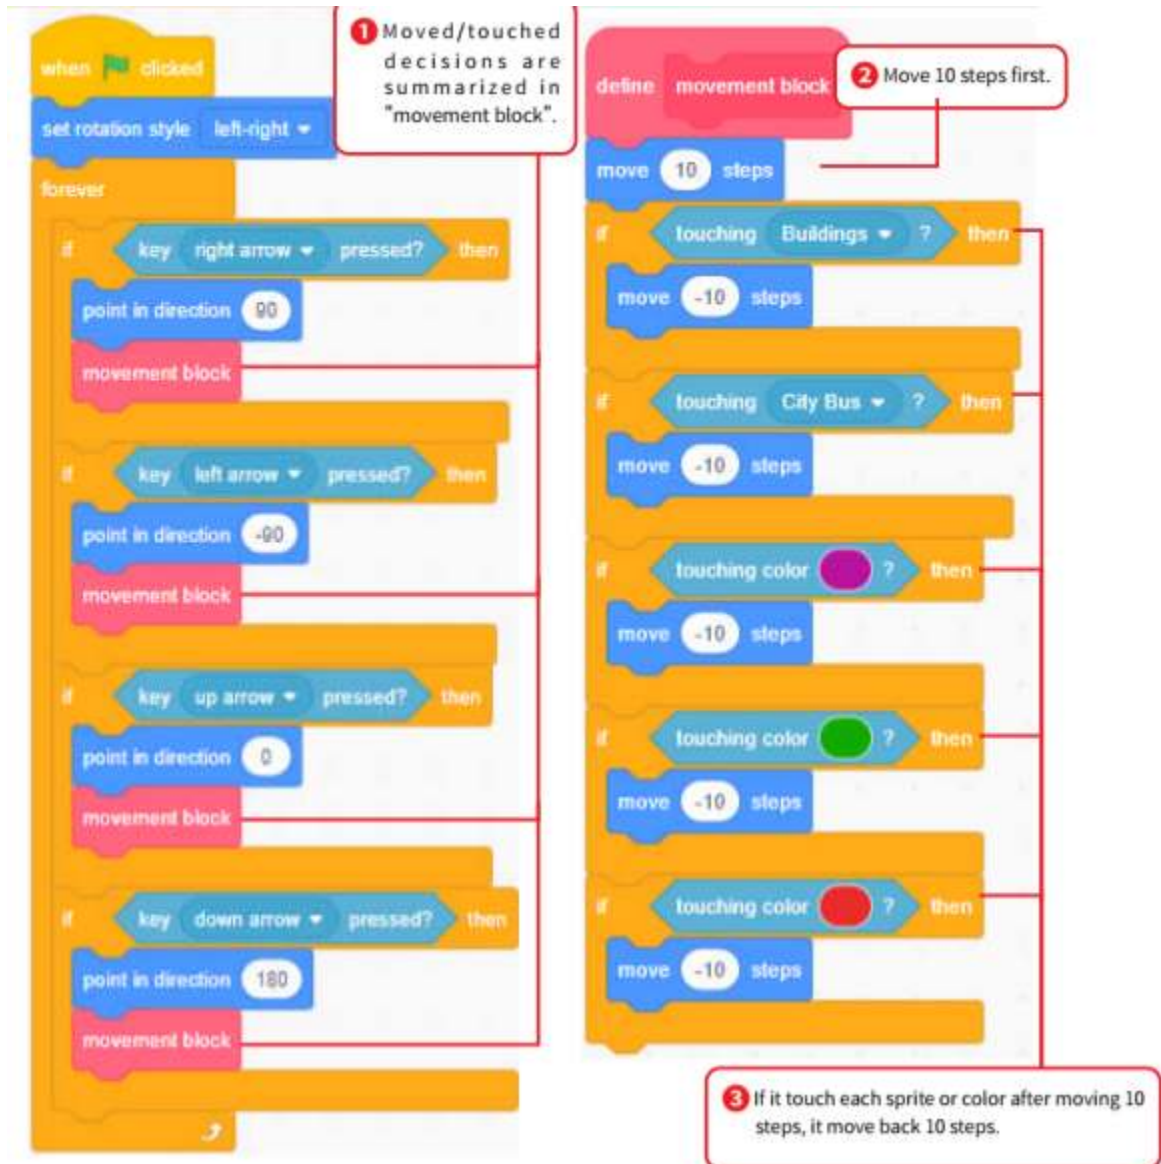 when clicked
set rotation style left-right
forever
if key right arrow pressed? then
point in direction 90
movement block
if key left arrow pressed? then
point in direction -90
movement block
if key up arrow pressed? then
point in direction 0
movement block
if key down arrow pressed? then
point in direction 180
movement block
1 Moved/touched
decisions are
summarized in
"movement block".
define movement block
2 Move 10 steps first.
move 10 steps
if touching Buildings ? then
move -10 steps
if touching City Bus ? then
move -10 steps
if touching color ? then
move -10 steps
if touching color ? then
move -10 steps
if touching color ? then
move -10 steps
3 If it touch each sprite or color after moving 10
steps, it move back 10 steps.